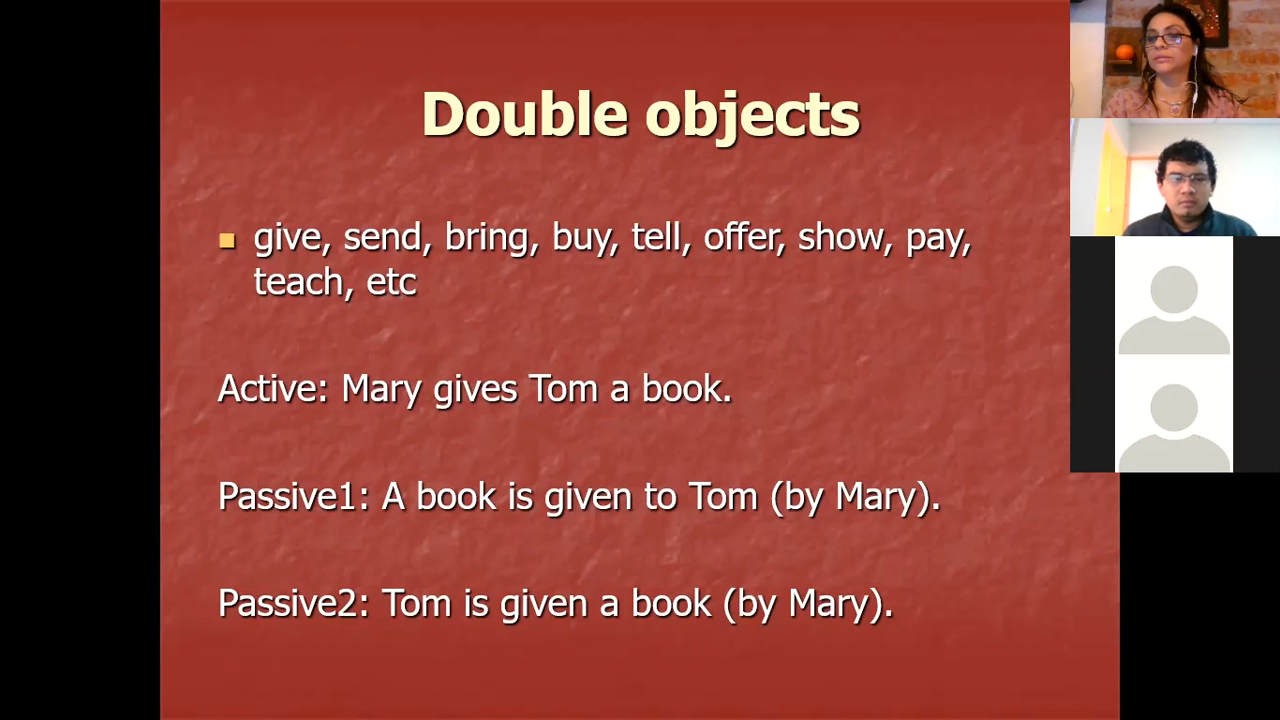 Double objects
give, send, bring, buy, tell, offer, show, pay,
teach, etc
Active: Mary gives Tom a book.
Passive1: A book is given to Tom (by Mary).
Passive2: Tom is given a book (by Mary).